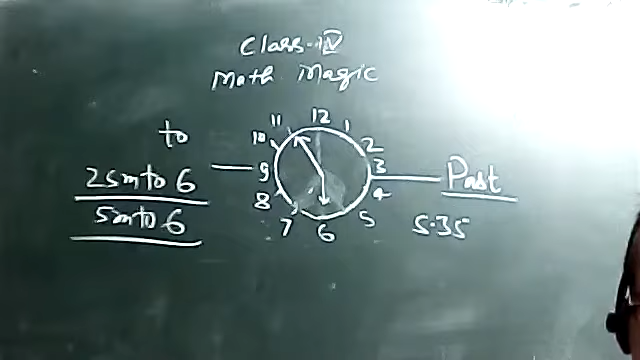 Class-IV
Math Magic
to
25m to 6
5m to 6
12
1
2
3
4
5
6
7
8
9
10
11
Past
5.35